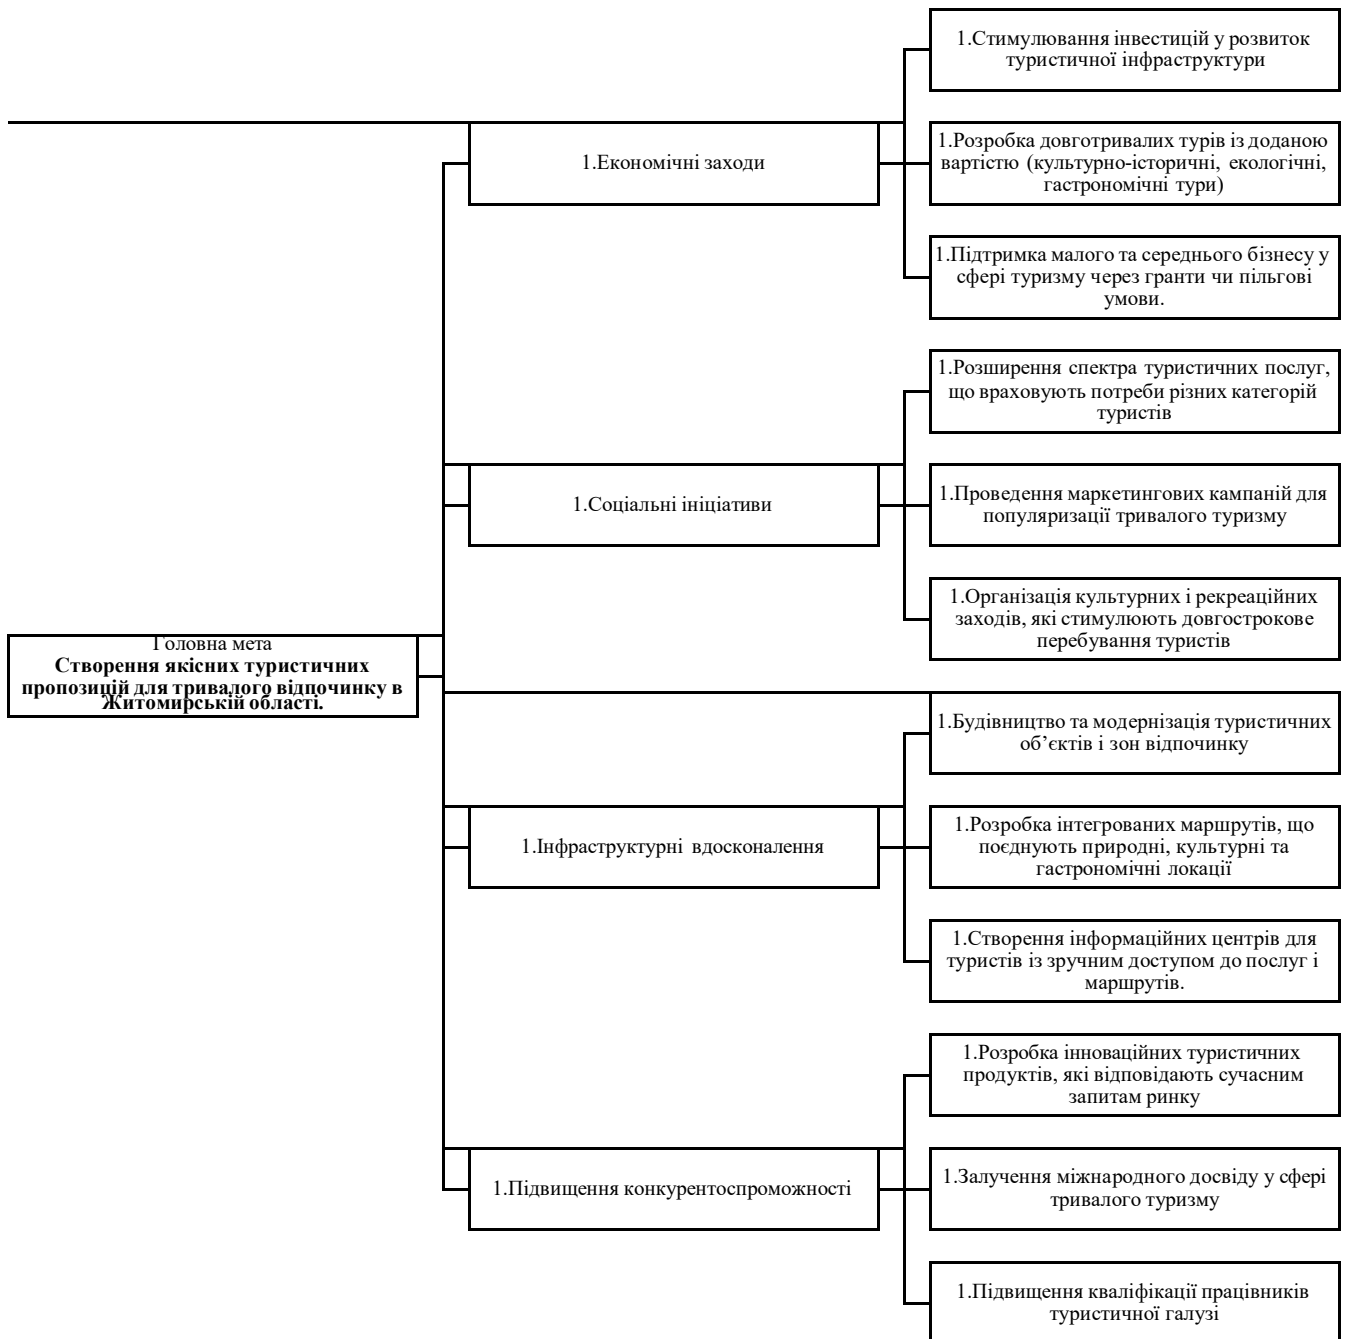 1.Стимулювання інвестицій у розвиток
туристичної інфраструктури
1.Економічні заходи
1.Розробка довготривалих турів із доданою
вартістю (культурно-історичні, екологічні,
гастрономічні тури)
1.Підтримка малого та середнього бізнесу у
сфері туризму через гранти чи пільгові
умови.
1.Розширення спектра туристичних послуг,
що враховують потреби різних категорій
туристів
1.Соціальні ініціативи
1.Проведення маркетингових кампаній для
популяризації тривалого туризму
1.Організація культурних і рекреаційних
заходів, які стимулюють довгострокове
перебування туристів
Головна мета
Створення якісних туристичних
пропозицій для тривалого відпочинку в
Житомирській області.
1.Будівництво та модернізація туристичних
об’єктів і зон відпочинку
1.Інфраструктурні вдосконалення
1.Розробка інтегрованих маршрутів, що
поєднують природні, культурні та
гастрономічні локації
1.Створення інформаційних центрів для
туристів із зручним доступом до послуг і
маршрутів.
1.Розробка інноваційних туристичних
продуктів, які відповідають сучасним
запитам ринку
1.Підвищення конкурентоспроможності
1.Залучення міжнародного досвіду у сфері
тривалого туризму
1.Підвищення кваліфікації працівників
туристичної галузі